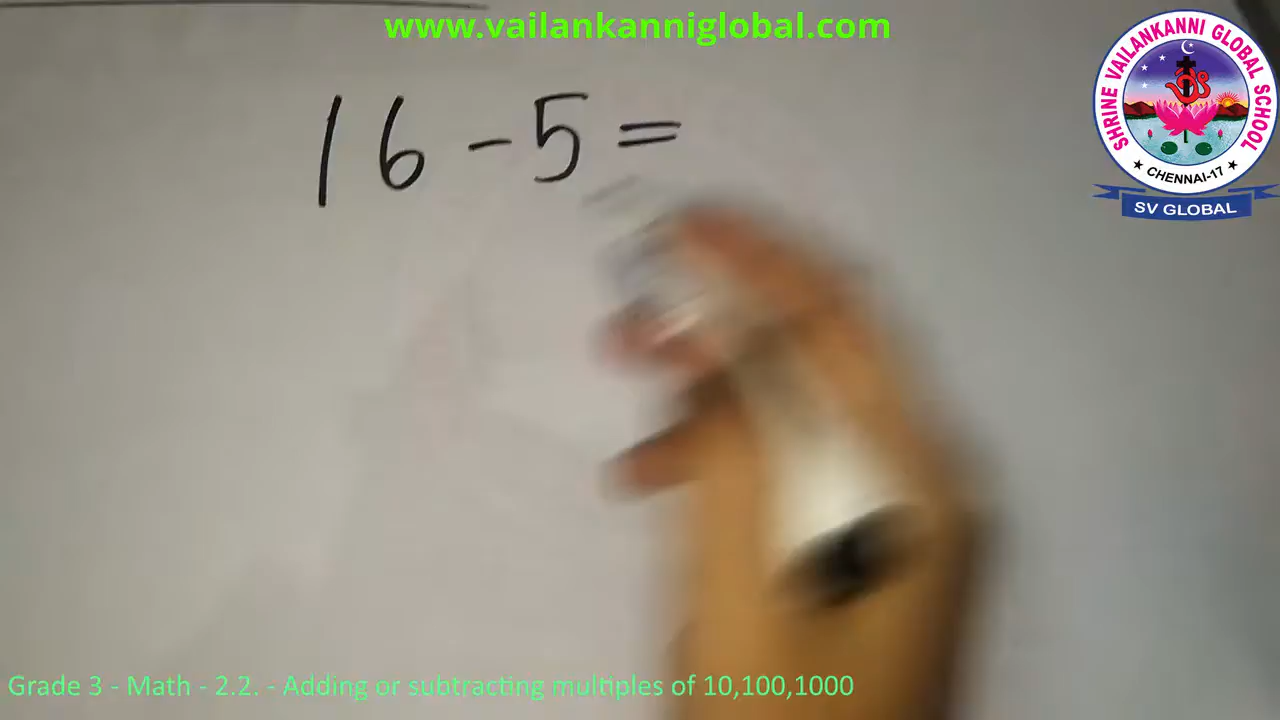 www.vailankanniglobal.com
SHRINE VAILANKANNI GLOBAL SCHOOL
★ CHENNAI-17 ★
SV GLOBAL
16-5=
Grade 3 - Math - 2.2. - Adding or subtracting multiples of 10,100,1000